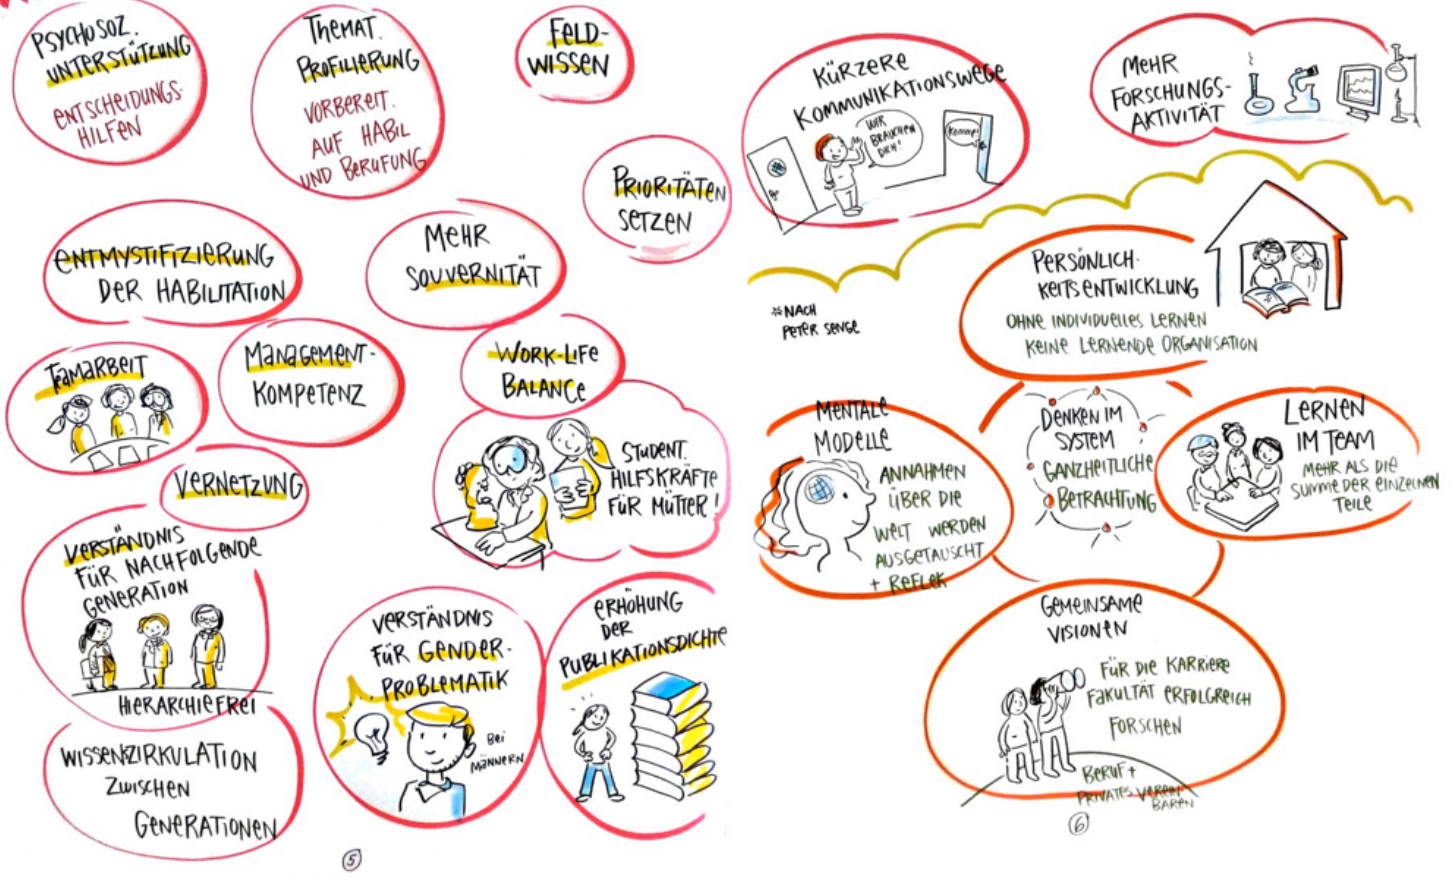 PSYCHOSOZ.
UNTERSTÜTZUNG
ENTSCHEIDUNGS-
HILFEN
THEMAT.
PROFILIERUNG
VORBEREIT.
AUF HABIL
UND BERUFUNG
FELD-
WISSEN
PRIORITÄTEN
SETZEN
ENTMYSTIFIZIERUNG
DER HABILITATION
MEHR
SOUVERNITÄT
TEAMARBEIT
MANAGEMENT-
KOMPETENZ
WORK-LIFE
BALANCE
STUDENT.
HILFSKRÄFTE
FÜR MÜTTER!
VERNETZUNG
VERSTÄNDNIS
FÜR NACHFOLGENDE
GENERATION
HIERARCHIEFREI
WISSENZIRKULATION
ZWISCHEN
GENERATIONEN
VERSTÄNDNIS
FÜR GENDER-
PROBLEMATIK
BEI
MÄNNERN
ERHÖHUNG
DER
PUBLIKATIONSDICHTE
5
KÜRZERE
KOMMUNIKATIONSWEGE
WIR
BRAUCHEN
DICH!
Komme!
MEHR
FORSCHUNGS-
AKTIVITÄT
*NACH
PETER SENGE
PERSÖNLICH-
KEITSENTWICKLUNG
OHNE INDIVIDUELLES LERNEN
KEINE LERNENDE ORGANISATION
MENTALE
MODELLE
ANNAHMEN
ÜBER DIE
WELT WERDEN
AUSGETAUSCHT
+ REFLEK
DENKEN IM
SYSTEM
GANZHEITLICHE
BETRACHTUNG
LERNEN
IM TEAM
MEHR ALS DIE
SUMME DER EINZELNEN
TEILE
GEMEINSAME
VISIONEN
FÜR DIE KARRIERE
FAKULTÄT ERFOLGREICH
FORSCHEN
BERUF +
PRIVATES VEREIN
BAREN
6